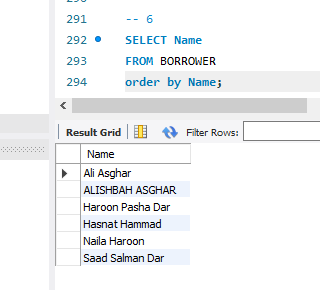 290
291 -- 6
292 SELECT Name
293 FROM BORROWER
294 order by Name;
Result Grid Filter Rows:
Name
Ali Asghar
ALISHBAH ASGHAR
Haroon Pasha Dar
Hasnat Hammad
Naila Haroon
Saad Salman Dar